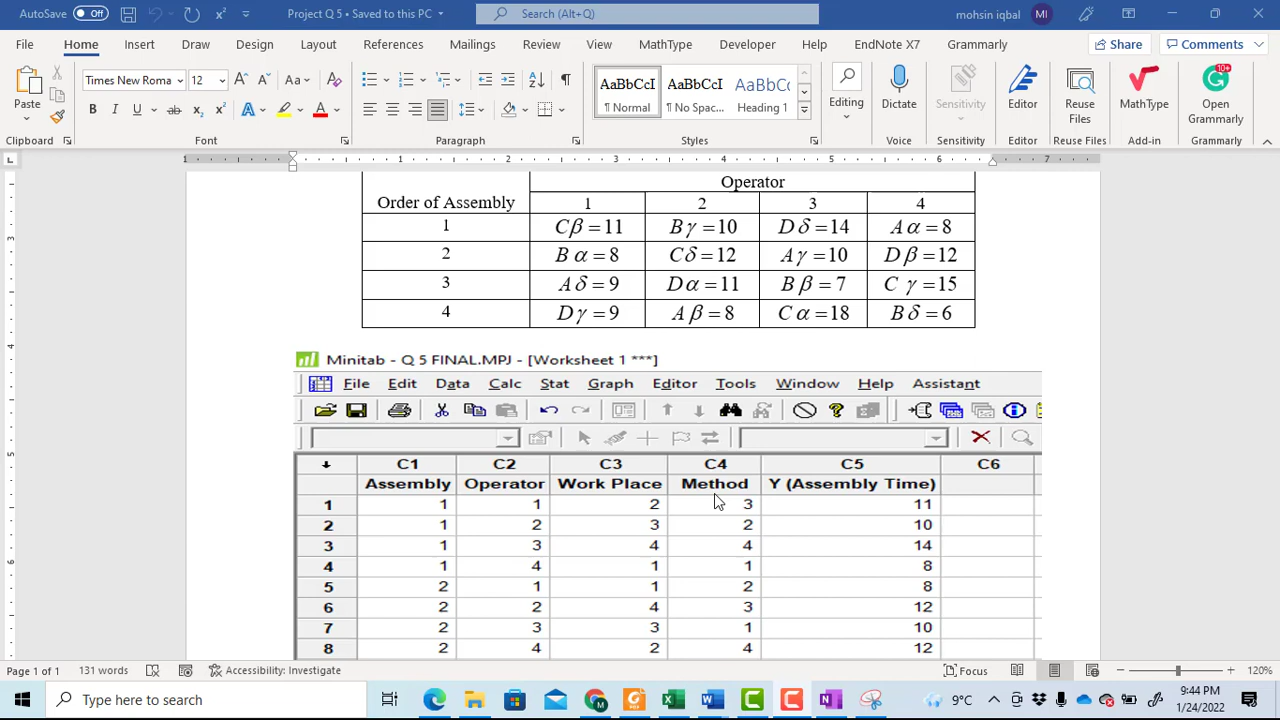 AutoSave Off Project Q 5 - Saved to this PC Search (Alt+Q) mohsin iqbal MI
File Home Insert Draw Design Layout References Mailings Review View MathType Developer Help EndNote X7 Grammarly Share Comments
Paste Times New Roma 12 Aa AaBbCcI AaBbCcI AaBbCc Editing Dictate Sensitivity Editor Reuse Files MathType Open Grammarly
Normal No Spac... Heading 1
Clipboard Font Paragraph Styles Voice Sensitivity Editor Reuse Files Add-in Grammarly
1 1 2 3 4 5 6 7
Operator
Order of Assembly 1 2 3 4
1 Cβ =11 Bγ =10 Dδ =14 Aα =8
2 Bα =8 Cδ =12 Aγ =10 Dβ =12
3 Aδ =9 Dα =11 Bβ =7 C γ =15
4 Dγ =9 Aβ =8 Cα =18 Bδ =6
Minitab - Q 5 FINAL.MPJ - [Worksheet 1 ***]
File Edit Data Calc Stat Graph Editor Tools Window Help Assistant
C1 C2 C3 C4 C5 C6
Assembly Operator Work Place Method Y (Assembly Time)
1 1 1 2 3 11
2 1 2 3 2 10
3 1 3 4 4 14
4 1 4 1 1 8
5 2 1 1 2 8
6 2 2 4 3 12
7 2 3 3 1 10
8 2 4 2 4 12
Page 1 of 1 131 words Accessibility: Investigate Focus 120%
Type here to search 9°C 9:44 PM
1/24/2022